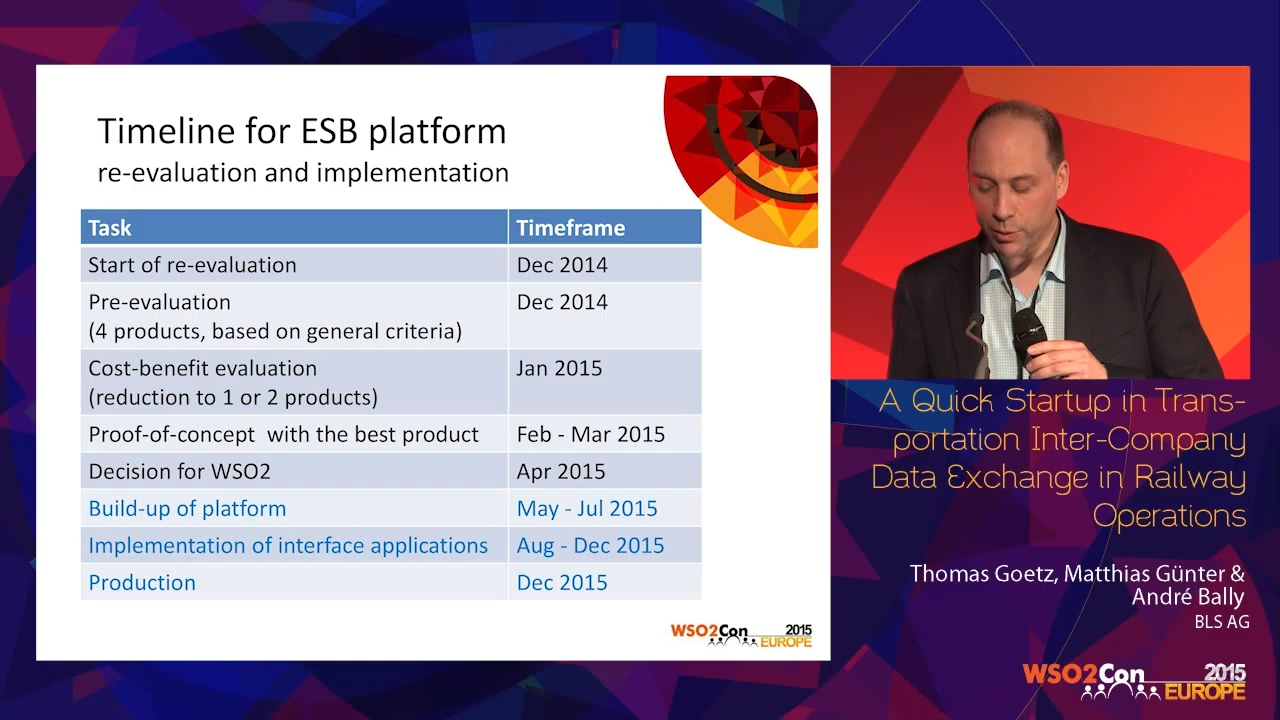 Timeline for ESB platform
re-evaluation and implementation
Task Timeframe
Start of re-evaluation Dec 2014
Pre-evaluation Dec 2014
(4 products, based on general criteria)
Cost-benefit evaluation Jan 2015
(reduction to 1 or 2 products)
Proof-of-concept with the best product Feb - Mar 2015
Decision for WSO2 Apr 2015
Build-up of platform May - Jul 2015
Implementation of interface applications Aug - Dec 2015
Production Dec 2015
WSO2Con 2015
EUROPE
A Quick Startup in Trans-
portation Inter-Company
Data Exchange in Railway
Operations
Thomas Goetz, Matthias Günter &
André Bally
BLS AG
WSO2Con 2015
EUROPE